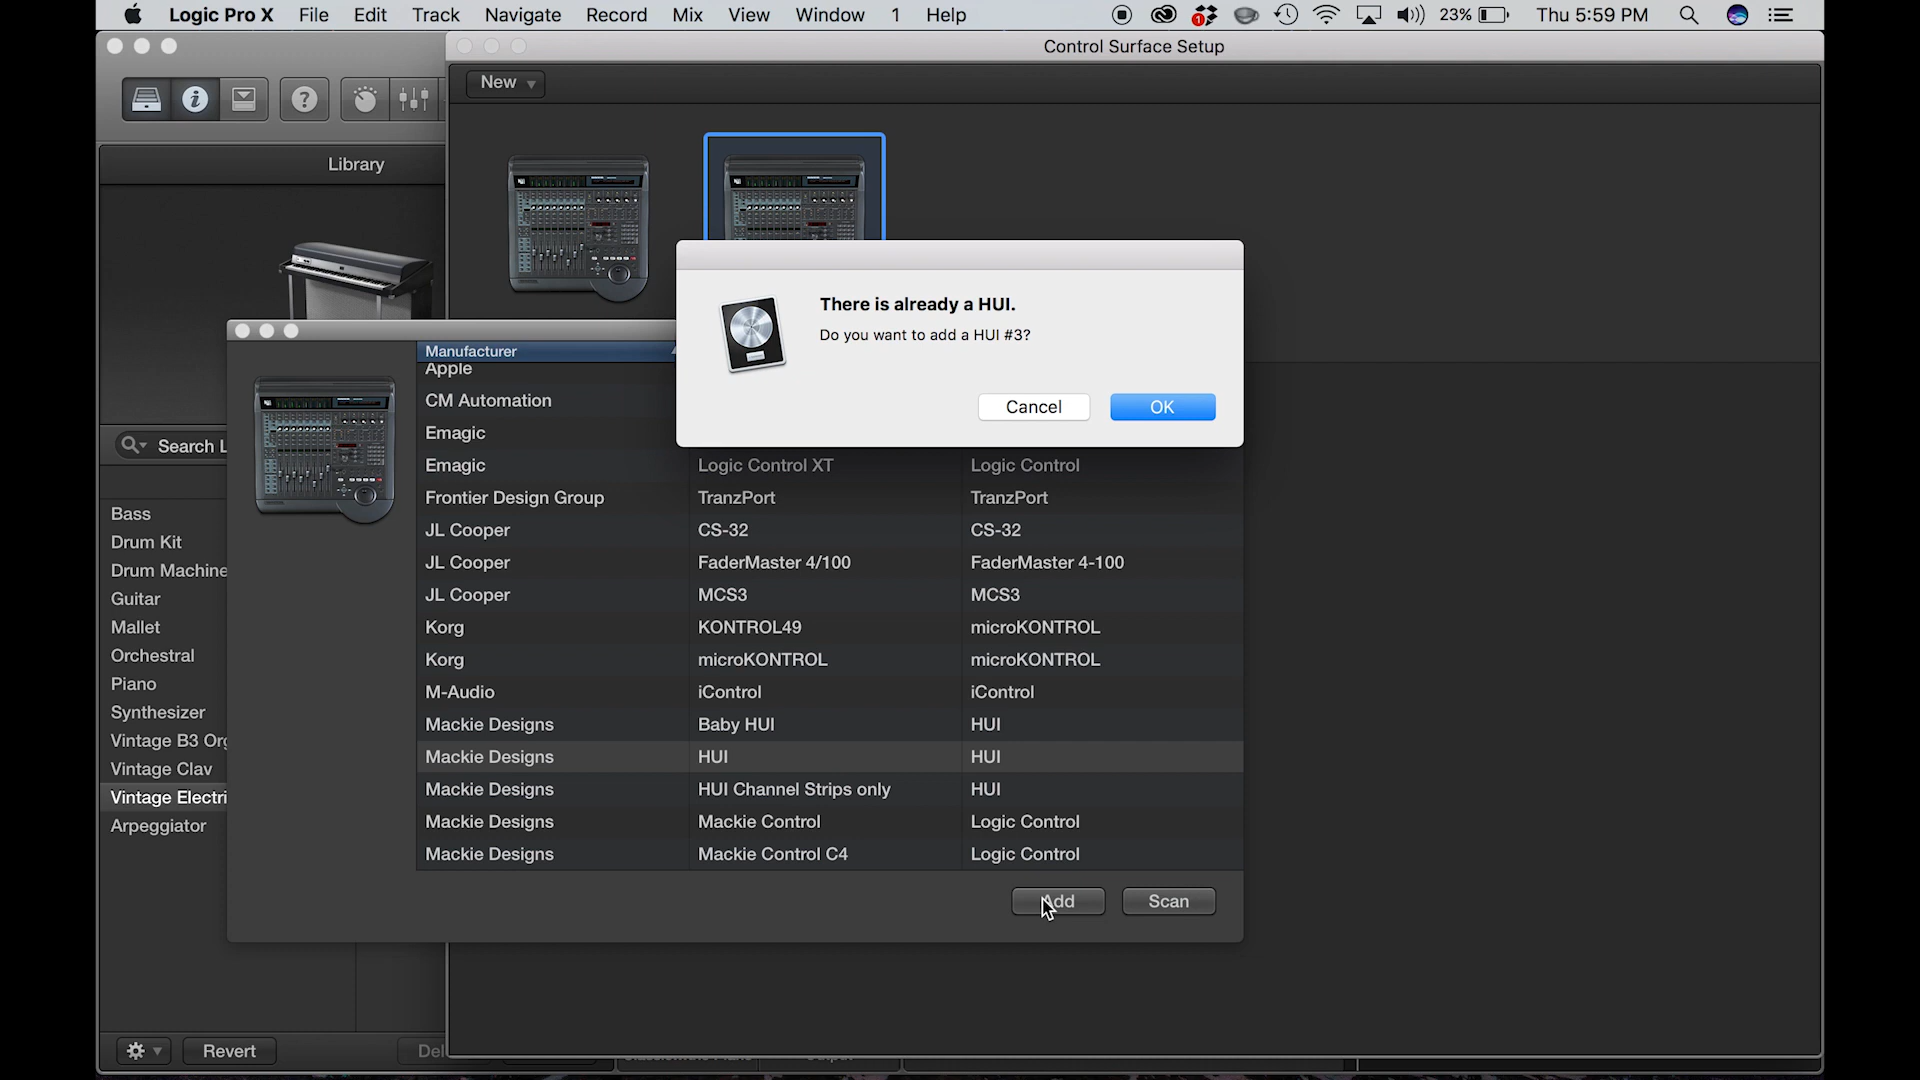 Logic Pro X File Edit Track Navigate Record Mix View Window 1 Help 1 23% Thu 5:59 PM
Control Surface Setup
New
Library
There is already a HUI.
Do you want to add a HUI #3?
Cancel OK
Manufacturer
Apple
CM Automation
Emagic
Emagic Logic Control XT Logic Control
Frontier Design Group TranzPort TranzPort
JL Cooper CS-32 CS-32
JL Cooper FaderMaster 4/100 FaderMaster 4-100
JL Cooper MCS3 MCS3
Korg KONTROL49 microKONTROL
Korg microKONTROL microKONTROL
M-Audio iControl iControl
Mackie Designs Baby HUI HUI
Mackie Designs HUI HUI
Mackie Designs HUI Channel Strips only HUI
Mackie Designs Mackie Control Logic Control
Mackie Designs Mackie Control C4 Logic Control
Add Scan
Search L
Bass
Drum Kit
Drum Machine
Guitar
Mallet
Orchestral
Piano
Synthesizer
Vintage B3 Org
Vintage Clav
Vintage Electri
Arpeggiator
Revert Del